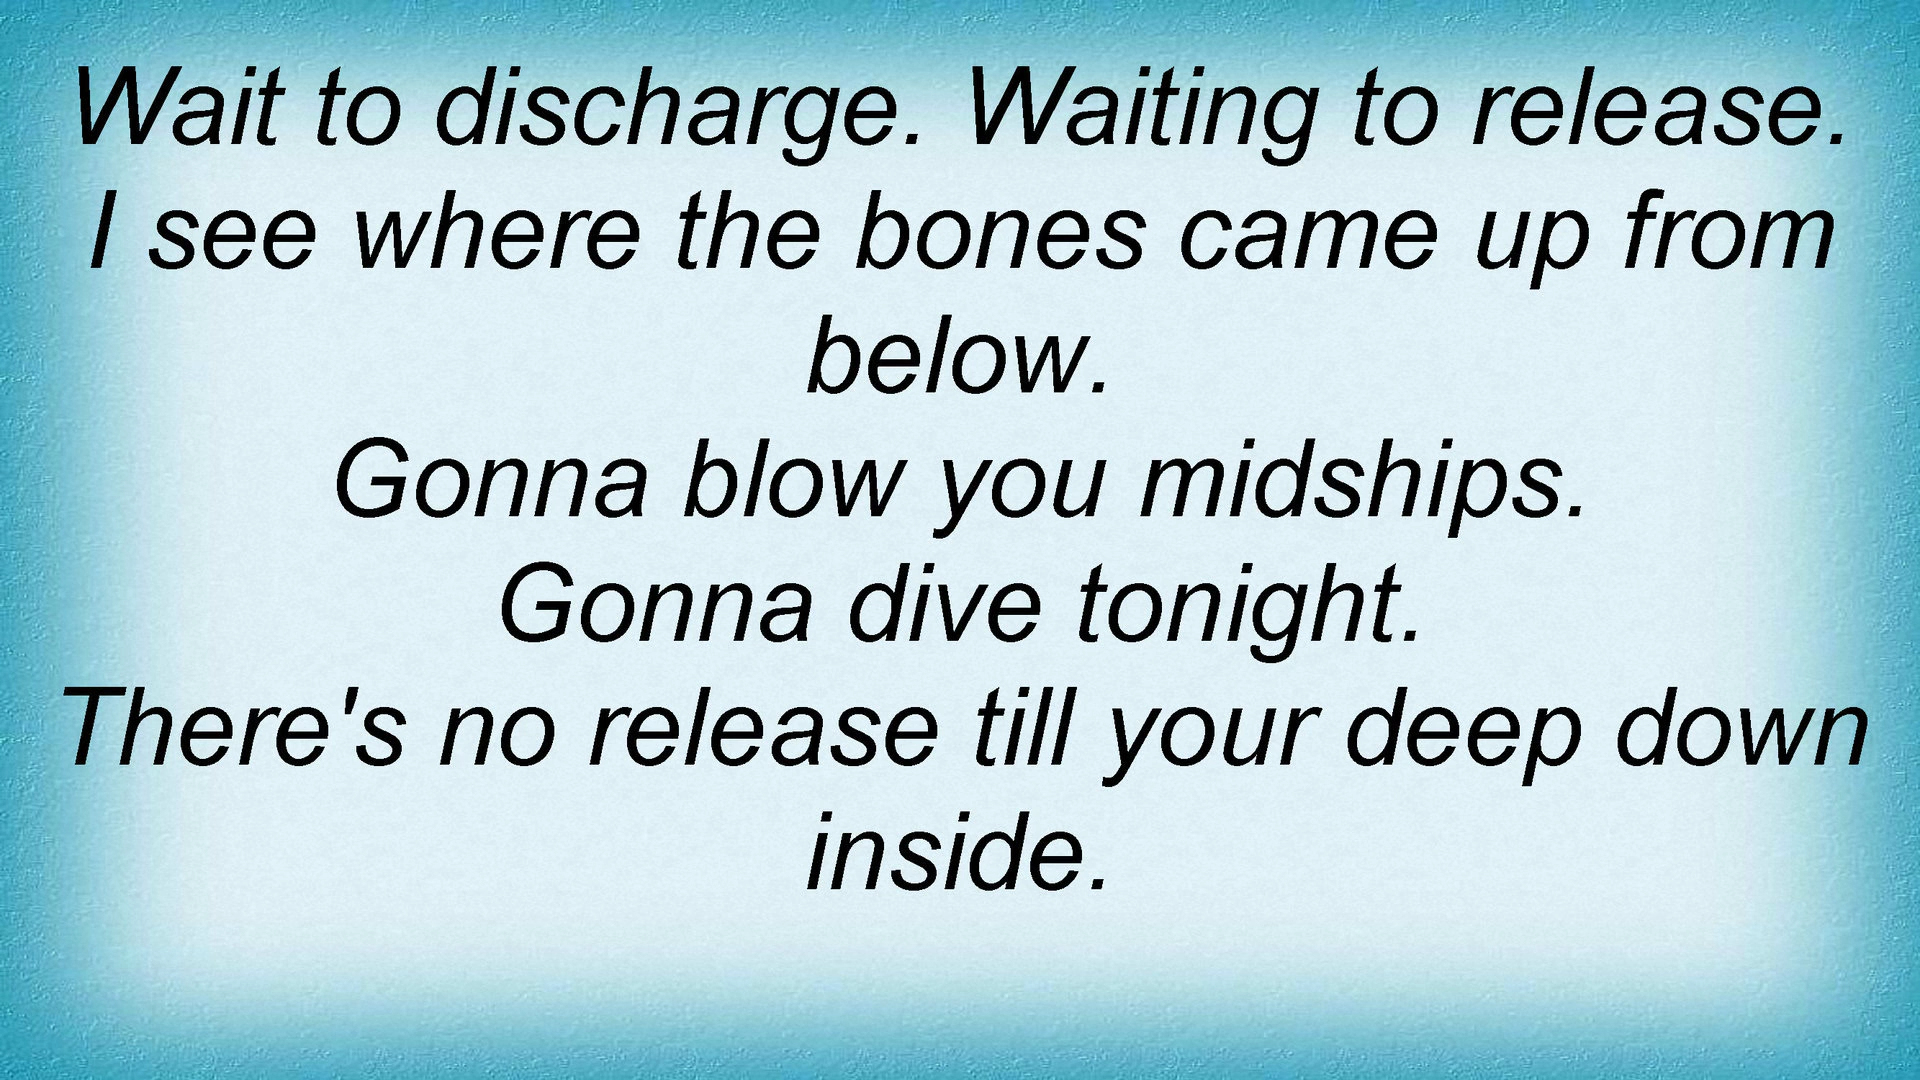 Wait to discharge. Waiting to release.
I see where the bones came up from
below.
Gonna blow you midships.
Gonna dive tonight.
There's no release till your deep down
inside.